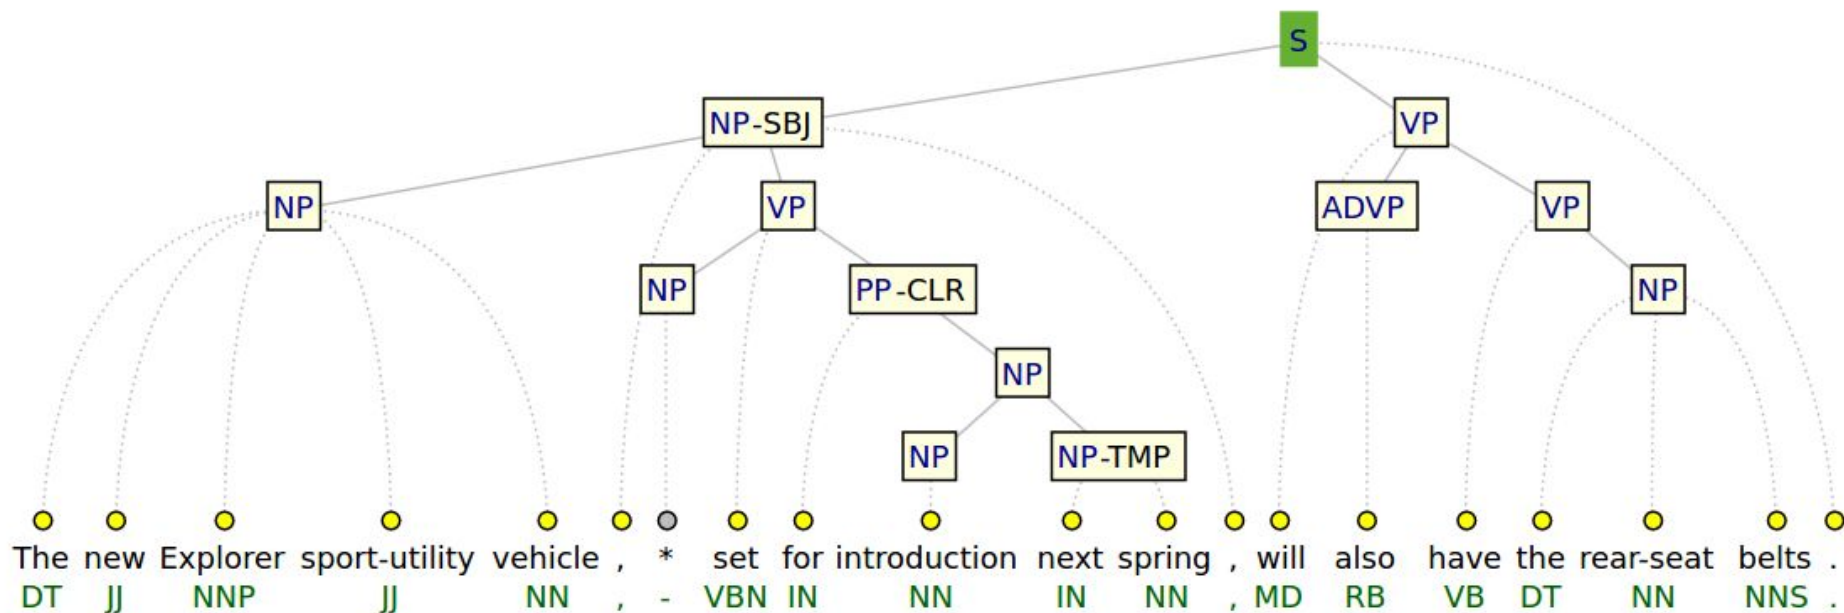 S
NP-SBJ VP
NP VP ADVP VP
NP PP-CLR NP
NP
NP NP-TMP
The new Explorer sport-utility vehicle , * set for introduction next spring , will also have the rear-seat belts .
DT JJ NNP JJ NN , - VBN IN NN IN NN , MD RB VB DT NN NNS .